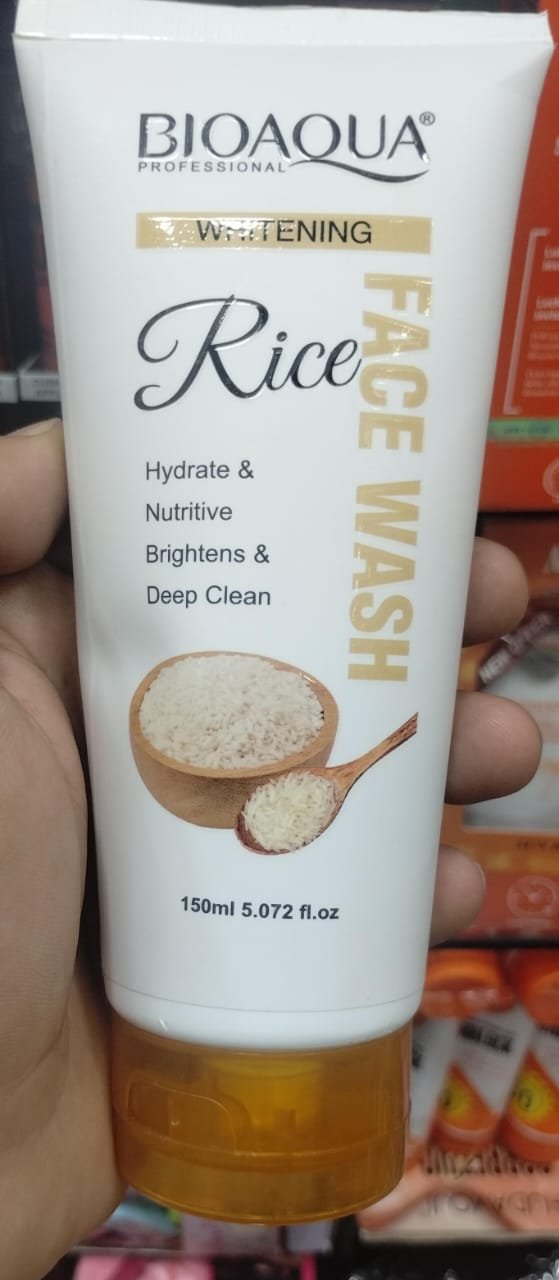 BIOAQUA®
PROFESSIONAL
WHITENING
Rice
FACE WASH
Hydrate &
Nutritive
Brightens &
Deep Clean
150ml 5.072 fl.oz